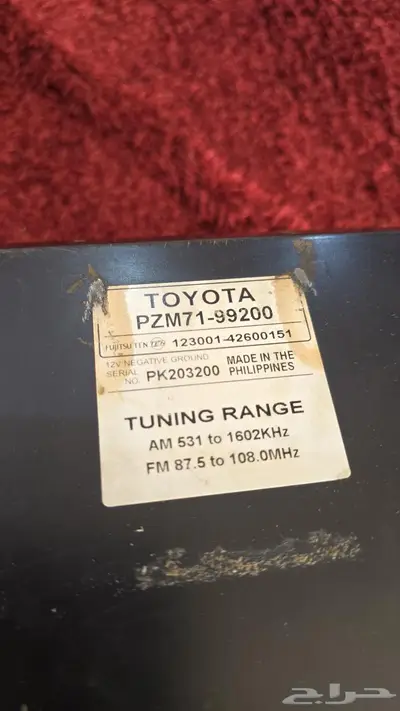 TOYOTA
PZM71-99200
FUJITSU TEN 123001-42600151
12V NEGATIVE GROUND
SERIAL NO. PK203200
MADE IN THE PHILIPPINES
TUNING RANGE
AM 531 to 1602KHz
FM 87.5 to 108.0MHz
حراج